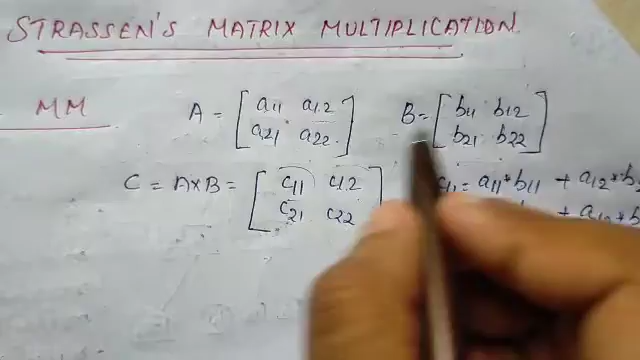 STRASSEN'S MATRIX MULTIPLICATION
MM A = [a11 a12 B = [b11 b12
a21 a22] b21 b22]
C = A×B = [c11 c12 c11 = a11*b11 + a12*b
c21 c22] + a12*b